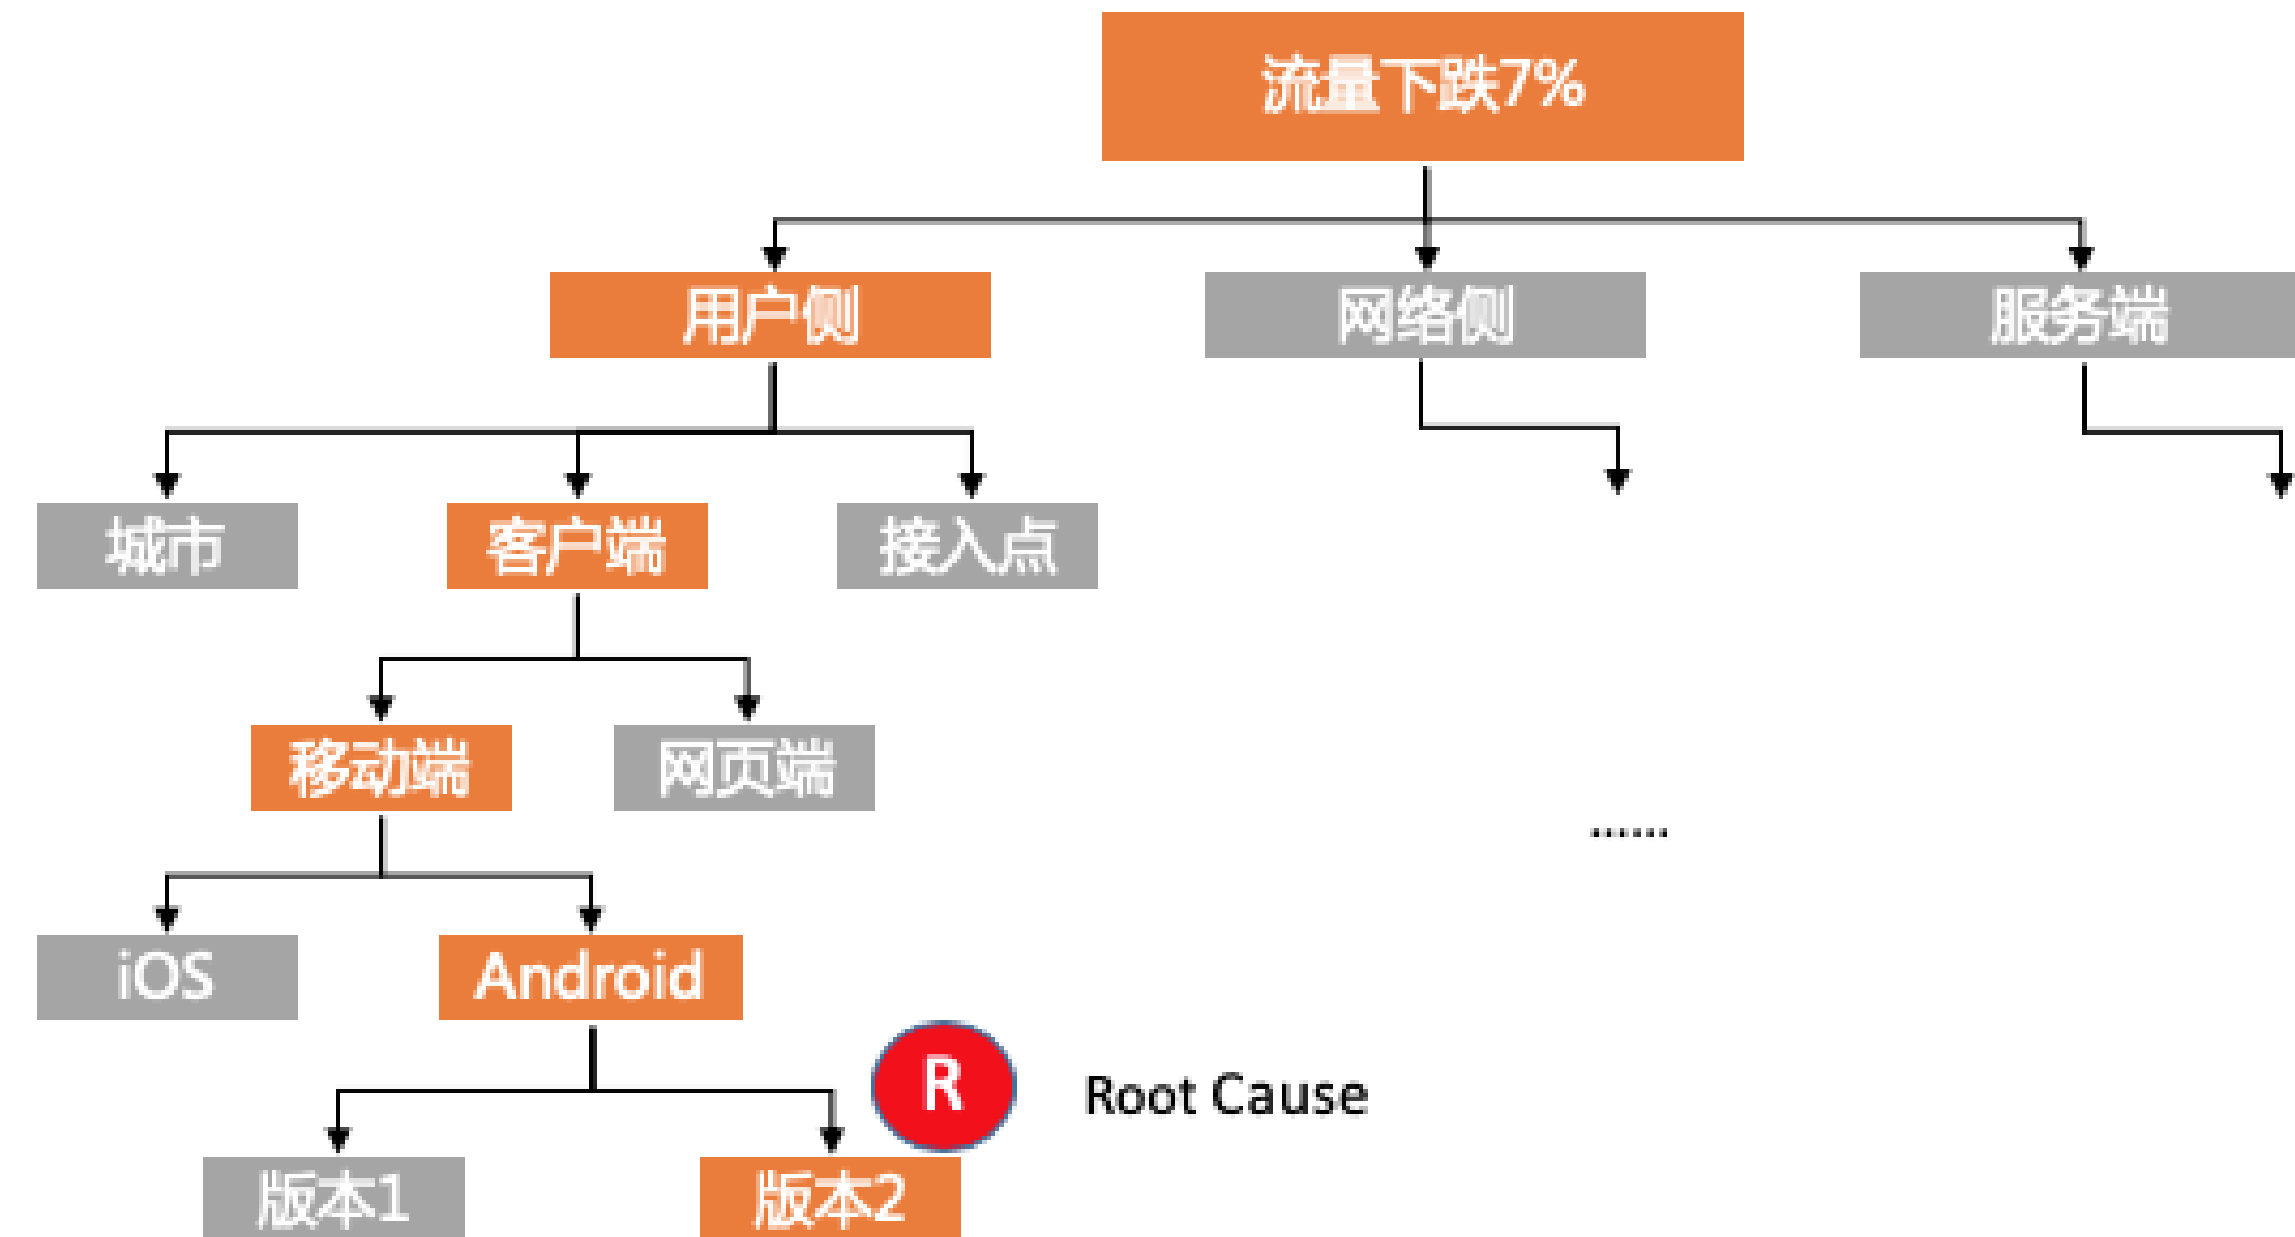 流量下跌7%
用户侧
网络侧
服务端
城市
客户端
接入点
移动端
网页端
......
iOS
Android
R
Root Cause
版本1
版本2